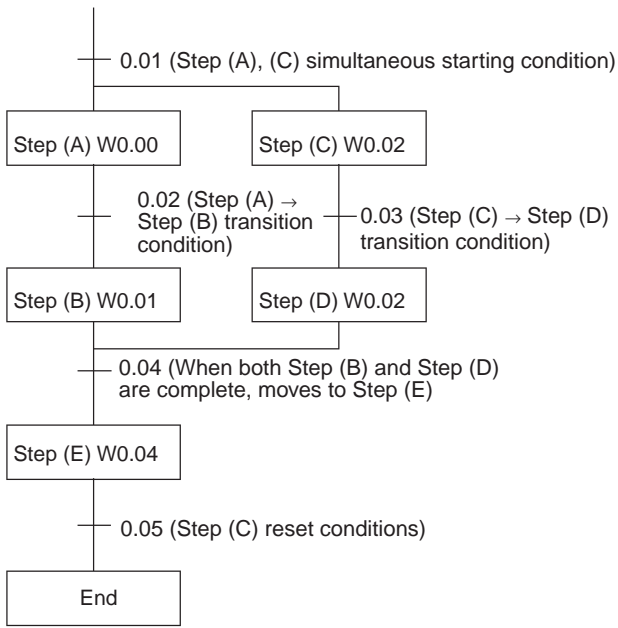 0.01 (Step (A), (C) simultaneous starting condition)
Step (A) W0.00
Step (C) W0.02
0.02 (Step (A) →
Step (B) transition
condition)
0.03 (Step (C) → Step (D)
transition condition)
Step (B) W0.01
Step (D) W0.02
0.04 (When both Step (B) and Step (D)
are complete, moves to Step (E)
Step (E) W0.04
0.05 (Step (C) reset conditions)
End